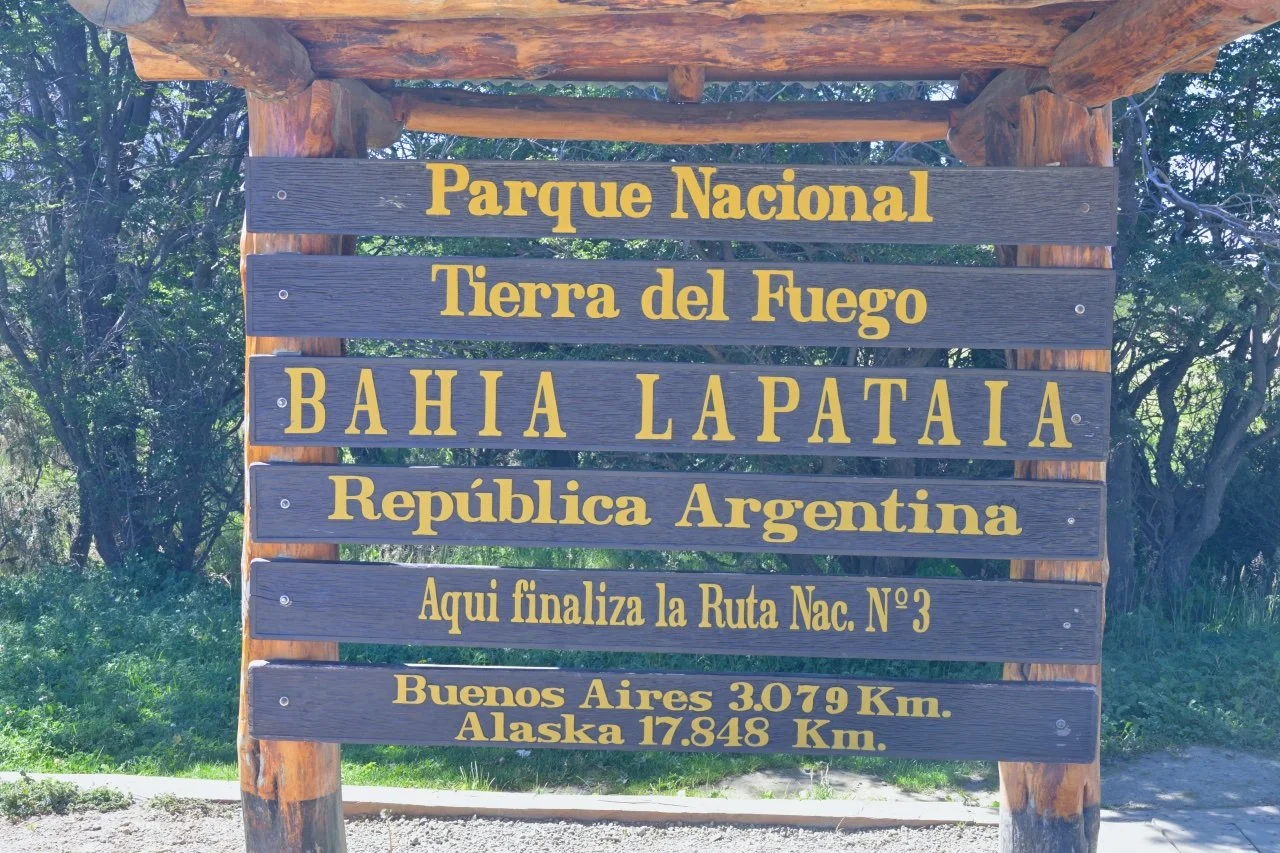 Parque Nacional
Tierra del Fuego
BAHIA LAPATAIA
República Argentina
Aqui finaliza la Ruta Nac. Nº3
Buenos Aires 3.079 Km.
Alaska 17.848 Km.